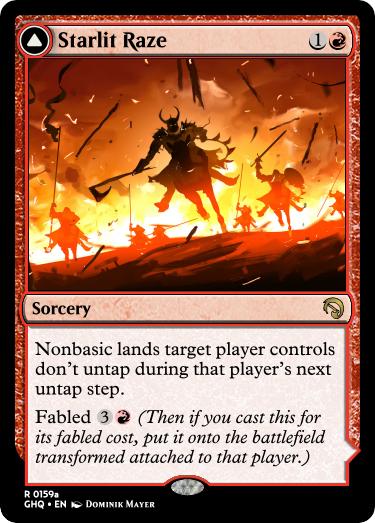 Starlit Raze 1
Sorcery
Nonbasic lands target player controls
don't untap during that player's next
untap step.
Fabled 3 (Then if you cast this for
its fabled cost, put it onto the battlefield
transformed attached to that player.)
R 0159a
GHQ • EN Dominik Mayer